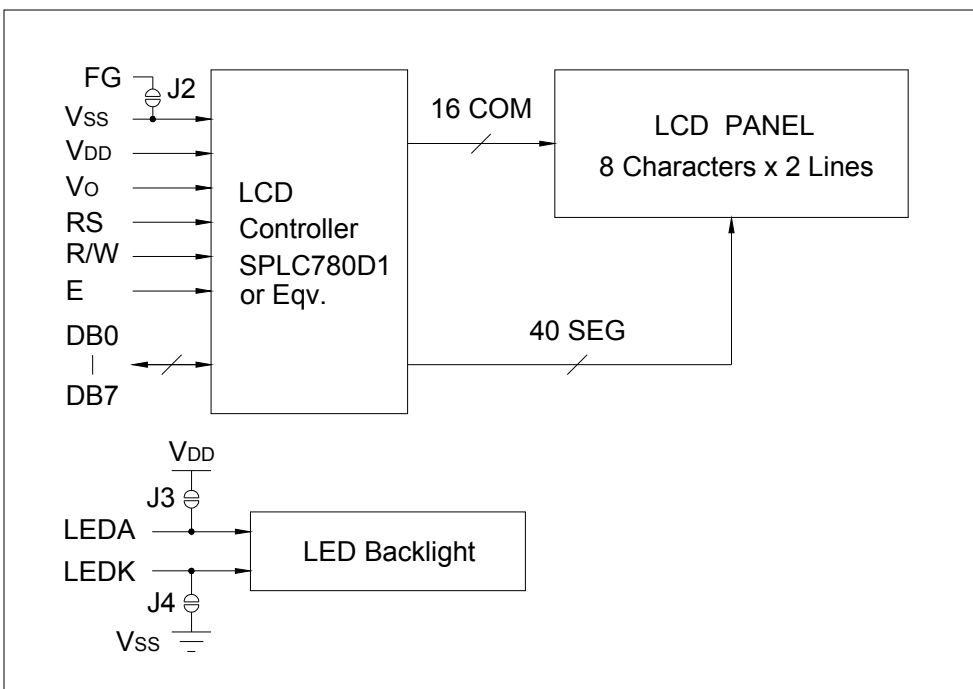 FG
J2
VSS
VDD
VO
RS
R/W
E
DB0
DB7
LCD
Controller
SPLC780D1
or Eqv.
16 COM
40 SEG
LCD PANEL
8 Characters x 2 Lines
VDD
J3
LEDA
LEDK
J4
VSS
LED Backlight